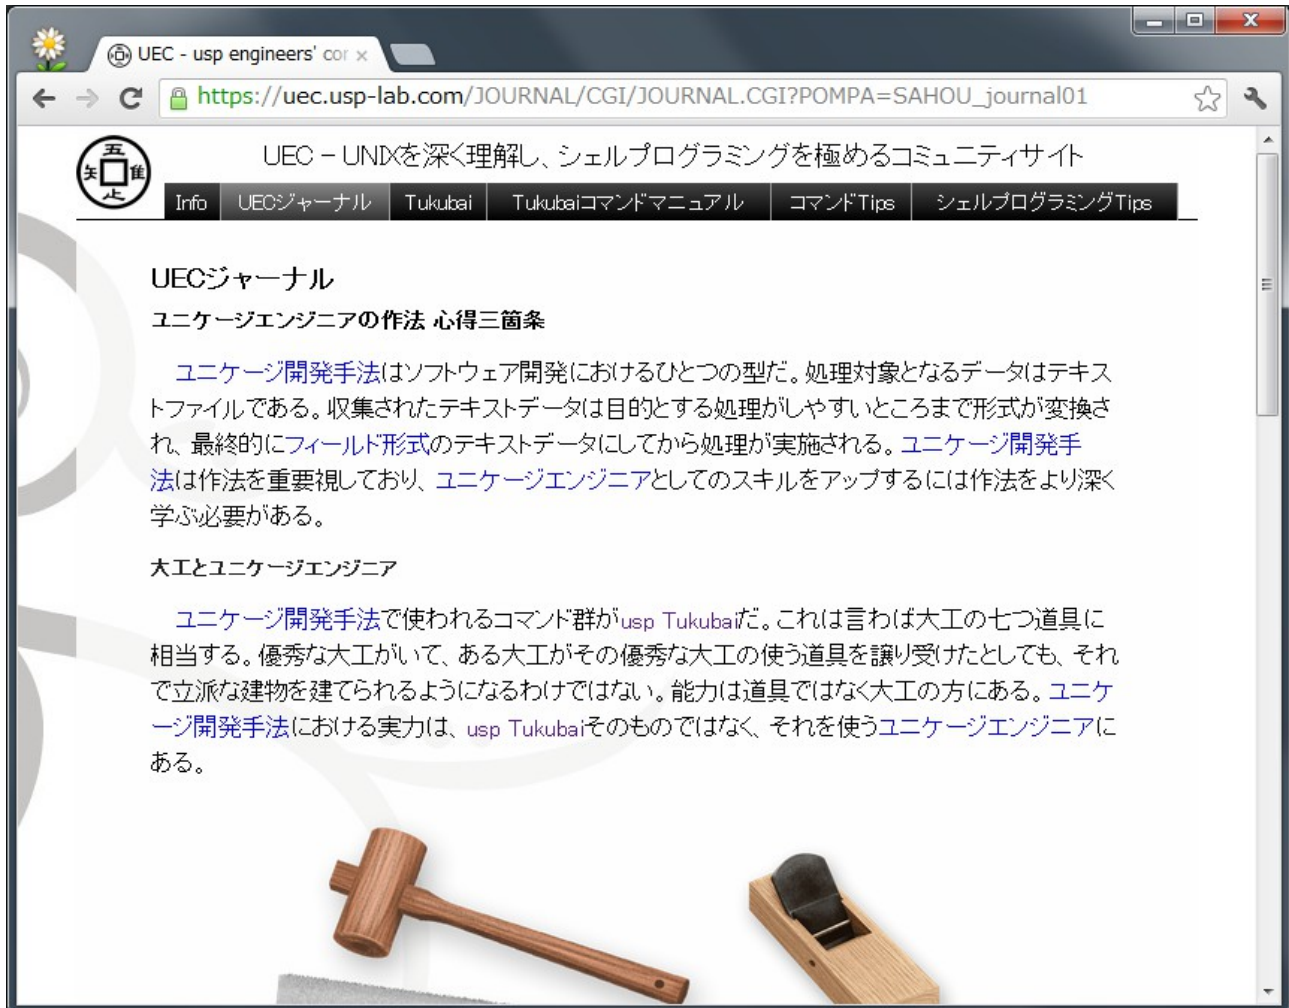 UEC - usp engineers' cor
https://uec.usp-lab.com/JOURNAL/CGI/JOURNAL.CGI?POMPA=SAHOU_journal01
五隹止矢
UEC − UNIXを深く理解し、シェルプログラミングを極めるコミュニティサイト
Info UECジャーナル Tukubai Tukubaiコマンドマニュアル コマンドTips シェルプログラミングTips
UECジャーナル
ユニケージエンジニアの作法 心得三箇条
ユニケージ開発手法はソフトウェア開発におけるひとつの型だ。処理対象となるデータはテキス
トファイルである。収集されたテキストデータは目的とする処理がしやすいところまで形式が変換さ
れ、最終的にフィールド形式のテキストデータにしてから処理が実施される。ユニケージ開発手
法は作法を重要視しており、ユニケージエンジニアとしてのスキルをアップするには作法をより深く
学ぶ必要がある。
大工とユニケージエンジニア
ユニケージ開発手法で使われるコマンド群がusp Tukubaiだ。これは言わば大工の七つ道具に
相当する。優秀な大工がいて、ある大工がその優秀な大工の使う道具を譲り受けたとしても、それ
で立派な建物を建てられるようになるわけではない。能力は道具ではなく大工の方にある。ユニケ
ージ開発手法における実力は、usp Tukubaiそのものではなく、それを使うユニケージエンジニアに
ある。